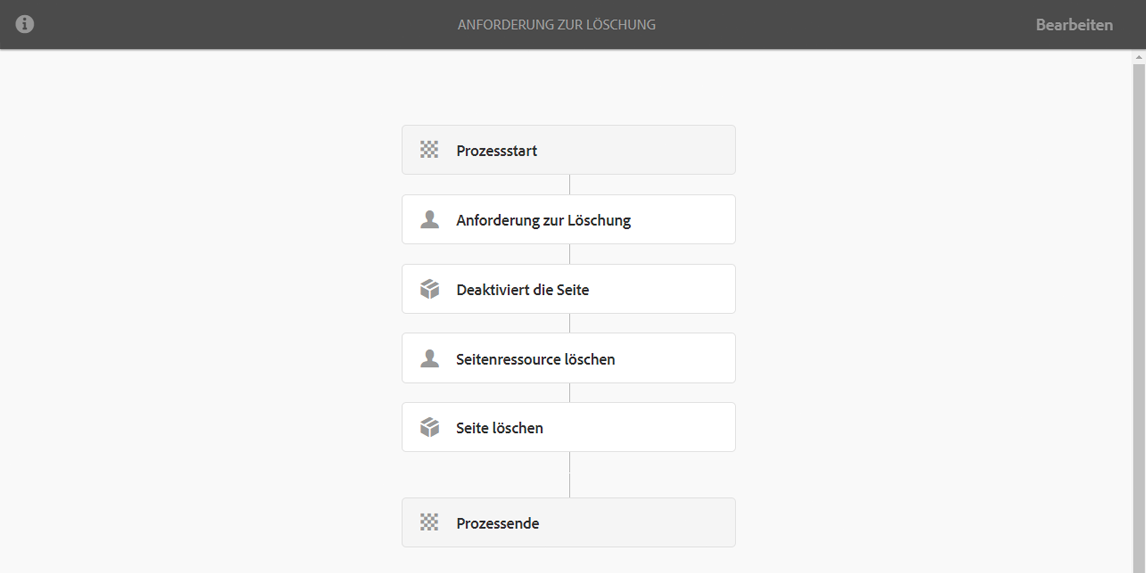 ANFORDERUNG ZUR LÖSCHUNG
Bearbeiten
Prozessstart
Anforderung zur Löschung
Deaktiviert die Seite
Seitenressource löschen
Seite löschen
Prozessende